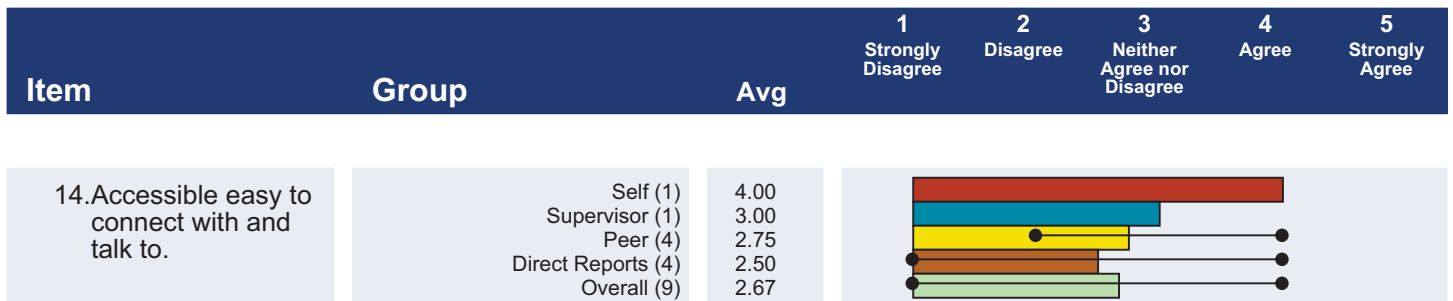 Item
Group
Avg
1
Strongly
Disagree
2
Disagree
3
Neither
Agree nor
Disagree
4
Agree
5
Strongly
Agree
14.Accessible easy to
connect with and
talk to.
Self (1) 4.00
Supervisor (1) 3.00
Peer (4) 2.75
Direct Reports (4) 2.50
Overall (9) 2.67